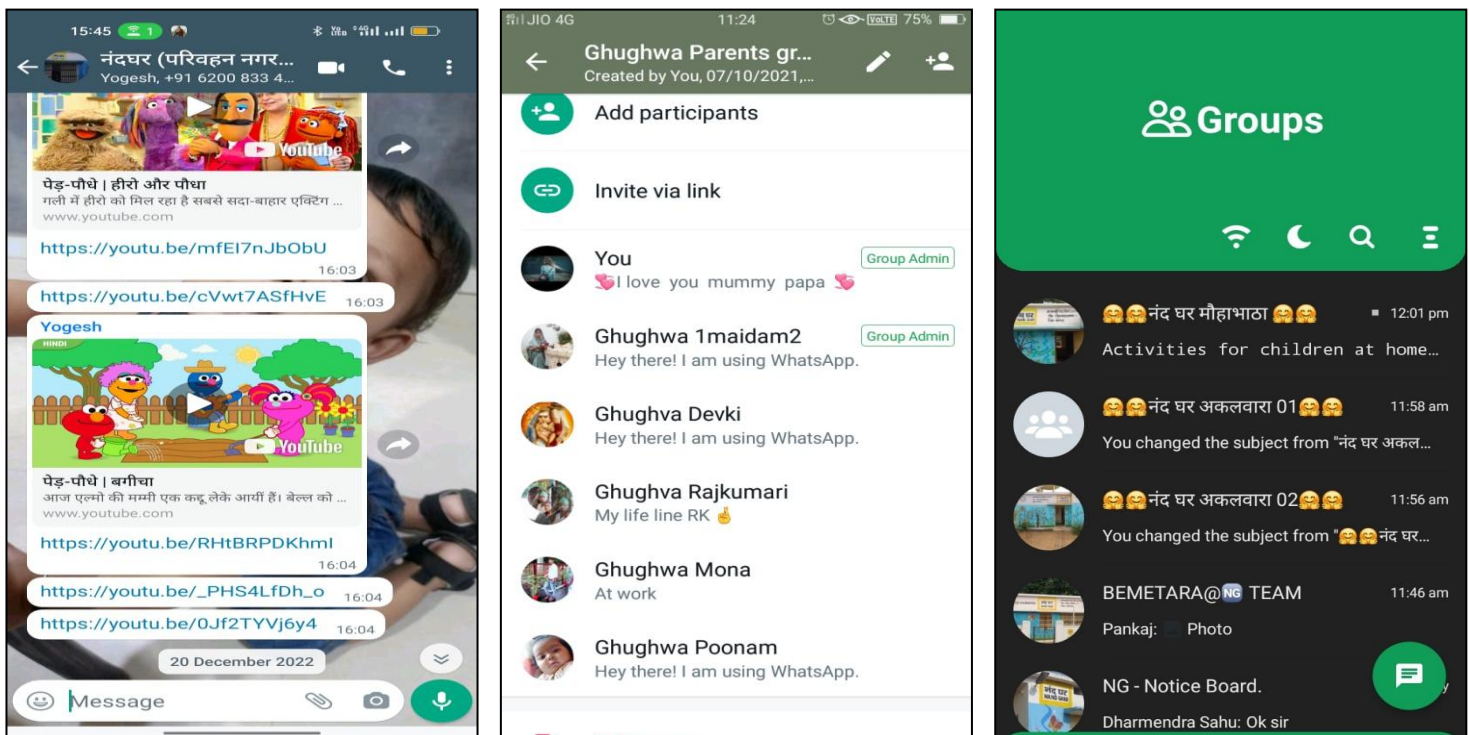 15:45
1
नंदघर (परिवहन नगर...
Yogesh, +91 6200 833 4...
YouTube
पेड़-पौधे | हीरो और पौधा
गली में हीरो को मिल रहा है सबसे सदा-बाहार एक्टिंग ...
www.youtube.com
https://youtu.be/mfEI7nJbObU
16:03
https://youtu.be/cVwt7ASfHvE 16:03
Yogesh
HINDI
YouTube
पेड़-पौधे | बगीचा
आज एल्मो की मम्मी एक कद्दू लेके आयीं हैं। बेल्ल को ...
www.youtube.com
https://youtu.be/RHtBRPDKhmI
16:04
https://youtu.be/_PHS4LfDh_o 16:04
https://youtu.be/0Jf2TYVj6y4 16:04
20 December 2022
Message
JIO 4G 11:24 VOLTE 75%
Ghughwa Parents gr...
Created by You, 07/10/2021,...
Add participants
Invite via link
You Group Admin
💞I love you mummy papa 💞
Ghughwa 1maidam2 Group Admin
Hey there! I am using WhatsApp.
Ghughva Devki
Hey there! I am using WhatsApp.
Ghughva Rajkumari
My life line RK 🤞
Ghughwa Mona
At work
Ghughwa Poonam
Hey there! I am using WhatsApp.
Groups
🤗🤗नंद घर मौहाभाठा 🤗🤗 12:01 pm
Activities for children at home...
🤗🤗नंद घर अकलवारा 01🤗🤗 11:58 am
You changed the subject from "नंद घर अकल...
🤗🤗नंद घर अकलवारा 02🤗🤗 11:56 am
You changed the subject from "🤗🤗नंद घर...
BEMETARA@NG TEAM 11:46 am
Pankaj: Photo
NG - Notice Board.
Dharmendra Sahu: Ok sir